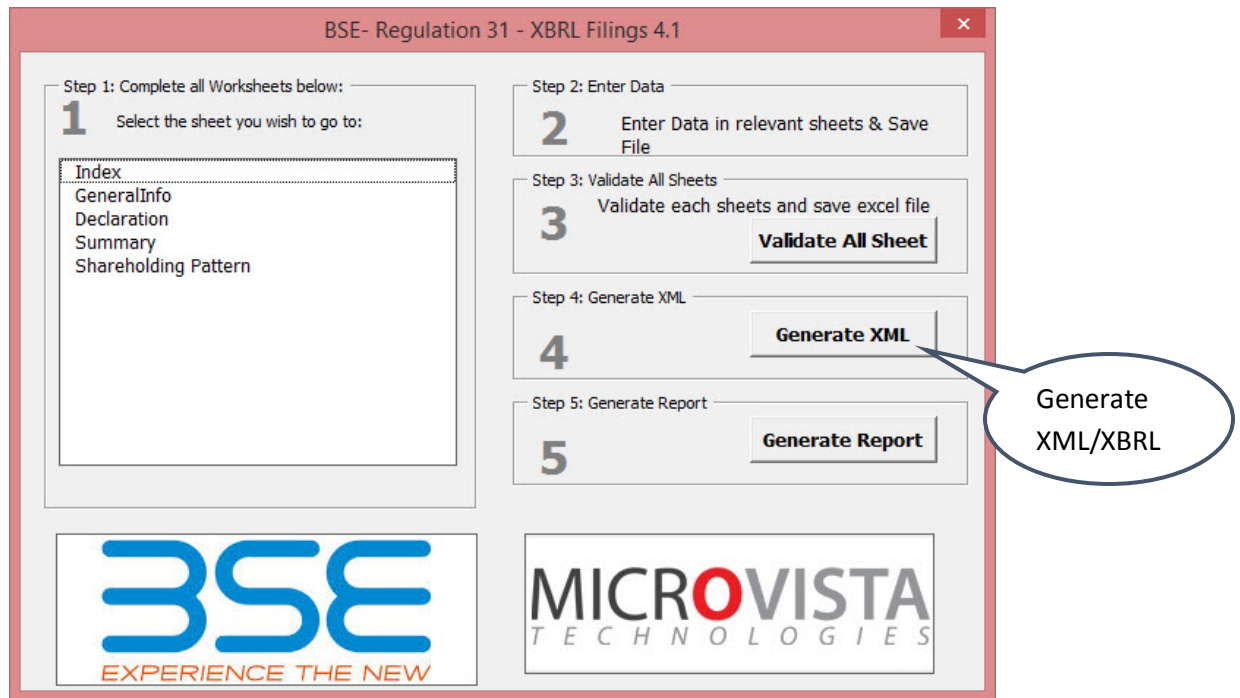 BSE- Regulation 31 - XBRL Filings 4.1
×
Step 1: Complete all Worksheets below:
1
Select the sheet you wish to go to:
Index
GeneralInfo
Declaration
Summary
Shareholding Pattern
Step 2: Enter Data
2
Enter Data in relevant sheets & Save
File
Step 3: Validate All Sheets
3
Validate each sheets and save excel file
Validate All Sheet
Step 4: Generate XML
4
Generate XML
Step 5: Generate Report
5
Generate Report
Generate
XML/XBRL
BSE
EXPERIENCE THE NEW
MICROVISTA
TECHNOLOGIES